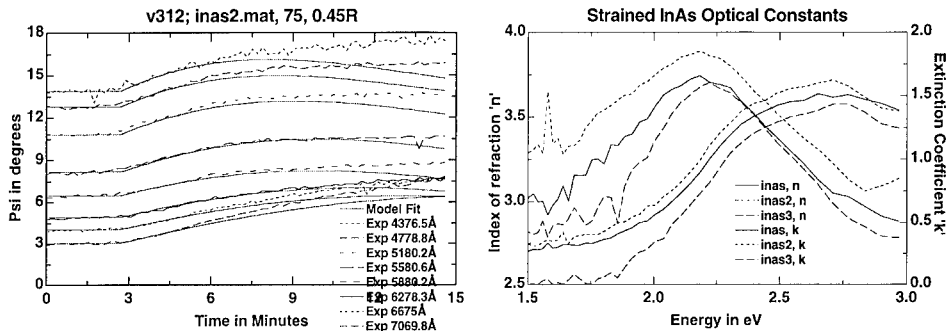 v312; inas2.mat, 75, 0.45R
18
15
12
9
6
3
0
Psi in degrees
0
3
6
9
12
15
Time in Minutes
Model Fit
Exp 4376.5Å
Exp 4778.8Å
Exp 5180.2Å
Exp 5580.6Å
Exp 5880.2Å
Exp 6278.3Å
Exp 6675Å
Exp 7069.8Å
Strained InAs Optical Constants
4.0
3.5
3.0
2.5
Index of refraction 'n'
2.0
1.5
1.0
0.5
0.0
Extinction Coefficient 'k'
inas, n
inas2, n
inas3, n
inas, k
inas2, k
inas3, k
1.5
2.0
2.5
3.0
Energy in eV